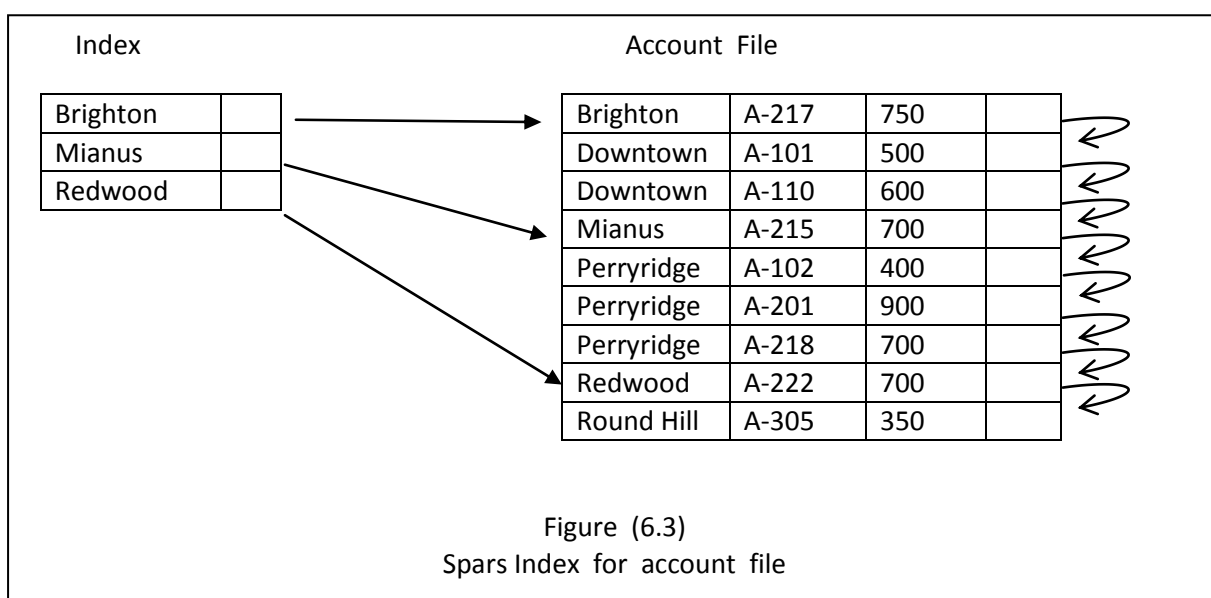 Index Account File
Brighton Brighton A-217 750
Mianus Downtown A-101 500
Redwood Downtown A-110 600
Mianus A-215 700
Perryridge A-102 400
Perryridge A-201 900
Perryridge A-218 700
Redwood A-222 700
Round Hill A-305 350
Figure (6.3)
Spars Index for account file